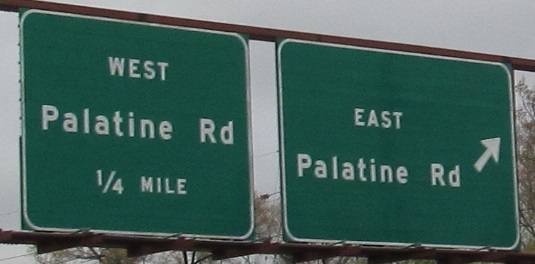 WEST
Palatine Rd
1/4 MILE
EAST
Palatine Rd